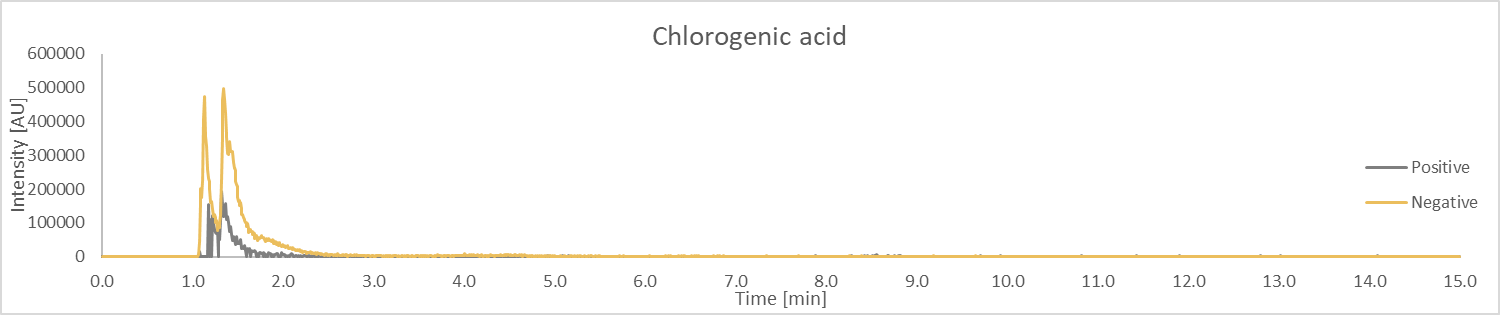 Chlorogenic acid
600000
500000
400000
300000
200000
100000
0
Intensity [AU]
0.0 1.0 2.0 3.0 4.0 5.0 6.0 7.0 8.0 9.0 10.0 11.0 12.0 13.0 14.0 15.0
Time [min]
Positive
Negative